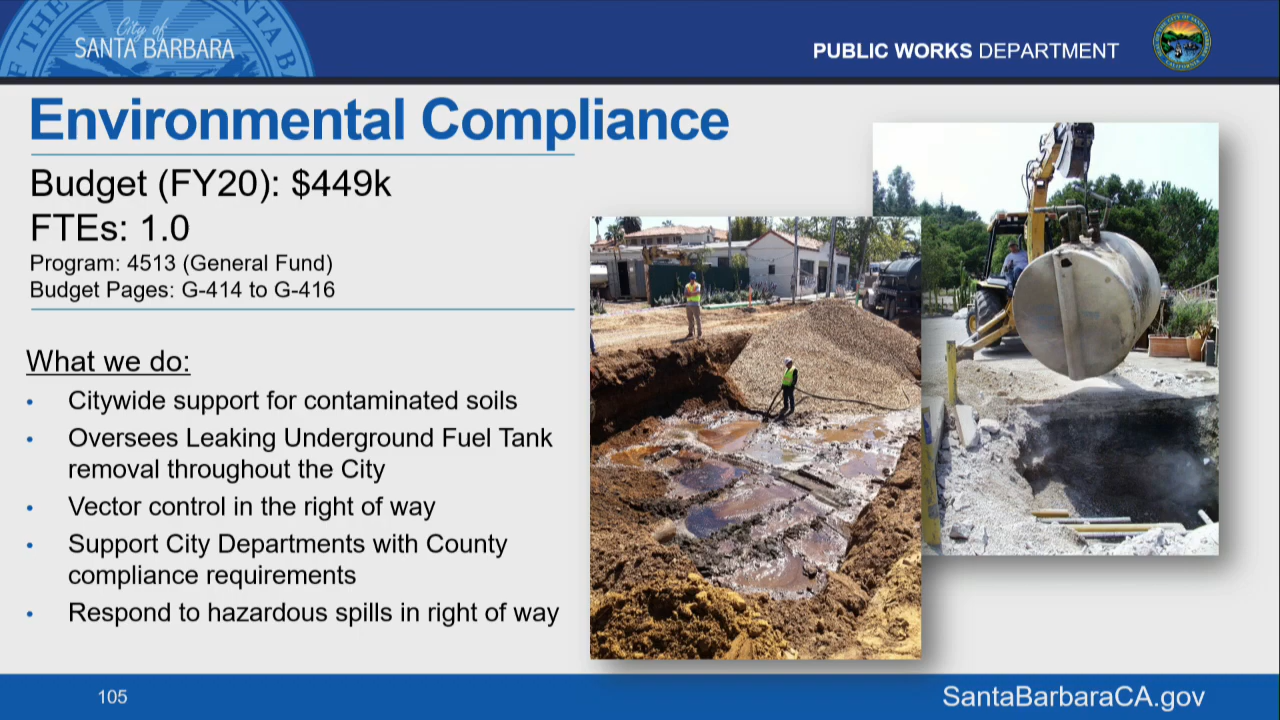 City of
SANTA BARBARA
PUBLIC WORKS DEPARTMENT
Environmental Compliance
Budget (FY20): $449k
FTEs: 1.0
Program: 4513 (General Fund)
Budget Pages: G-414 to G-416
What we do:
• Citywide support for contaminated soils
• Oversees Leaking Underground Fuel Tank
removal throughout the City
• Vector control in the right of way
• Support City Departments with County
compliance requirements
• Respond to hazardous spills in right of way
105
SantaBarbaraCA.gov